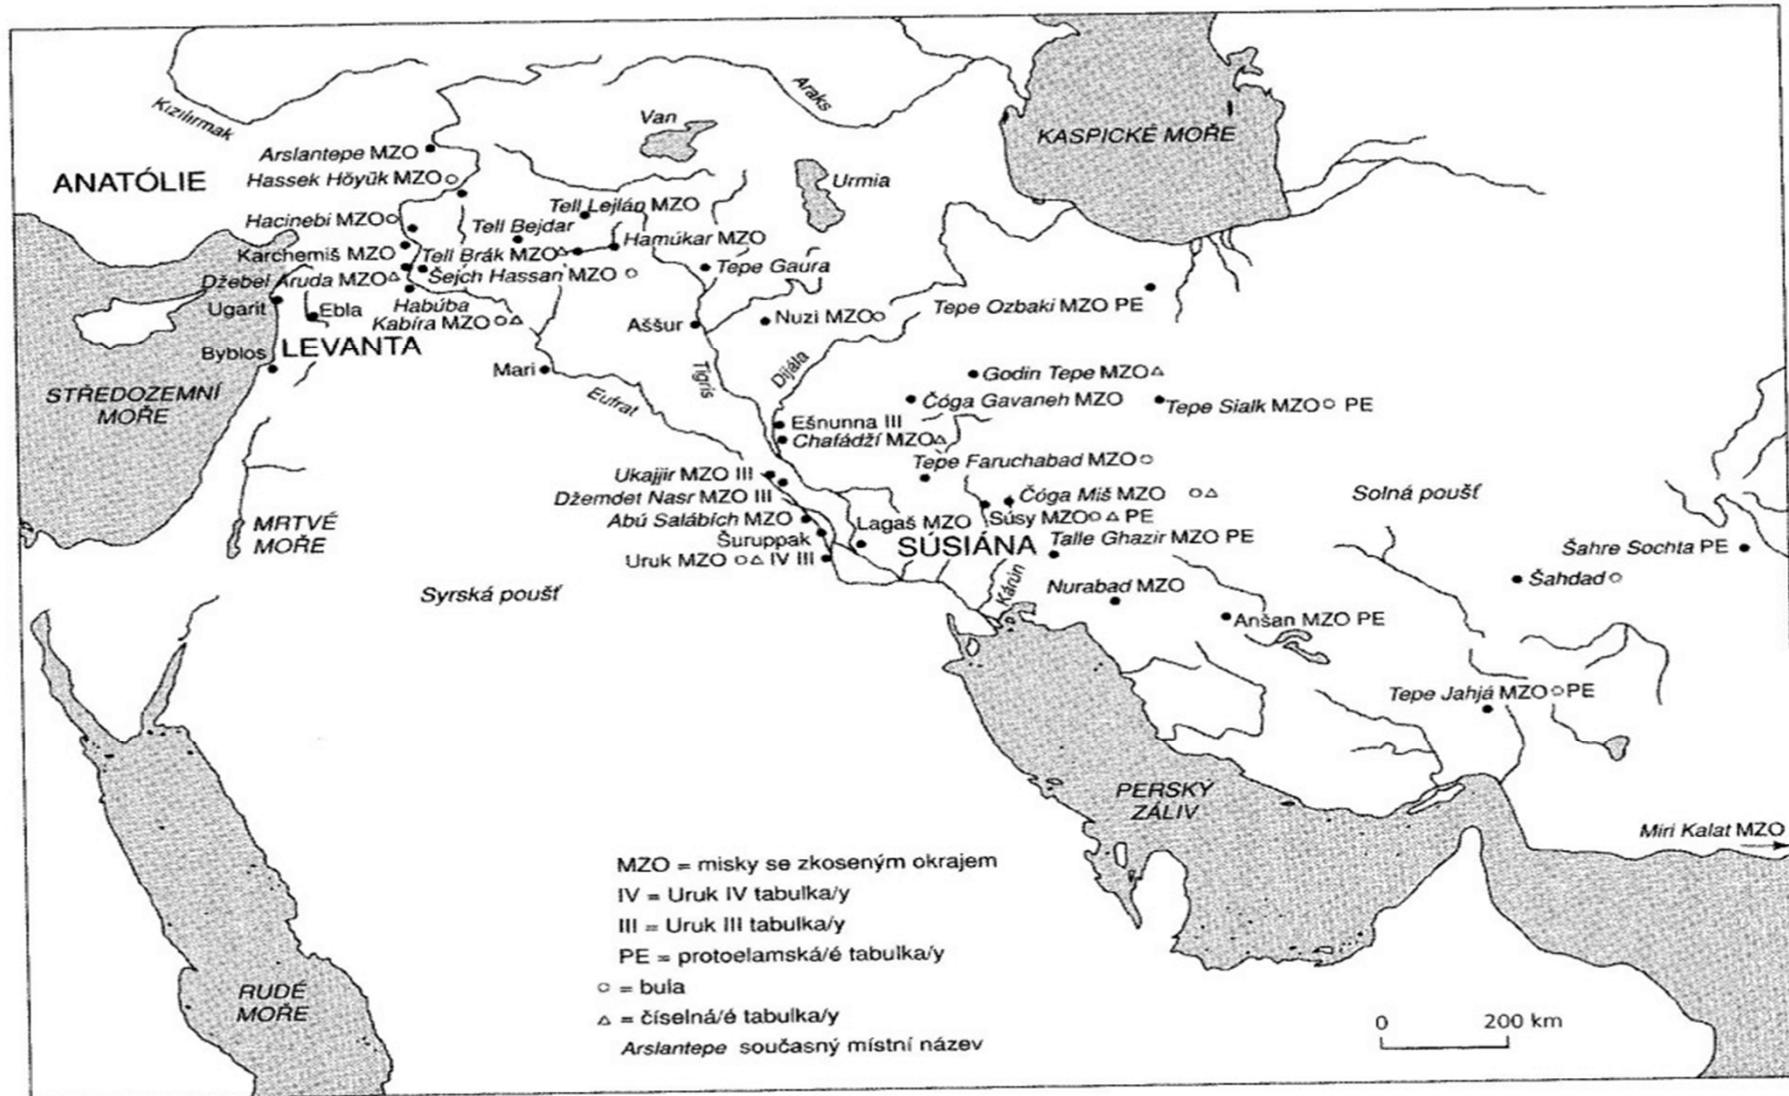 Kızılırmak
Araks
Van
KASPICKÉ MOŘE
Arslantepe MZO
ANATÓLIE
Hassek Höyük MZO ○
Urmia
Tell Lejlán MZO
Hacinebi MZO ○
Tell Bejdar
Hamúkar MZO
Karchemiš MZO
Tell Brák MZO △
Džebel Aruda MZO △
Šejch Hassan MZO ○
Tepe Gaura
Ugarit
Ebla
Habúba
Kabíra MZO ○ △
Aššur
Nuzi MZO ○
Tepe Ozbaki MZO PE
Byblos
LEVANTA
Mari
Tigris
Dijála
Godin Tepe MZO △
STŘEDOZEMNÍ
MOŘE
Eufrat
Čóga Gavaneh MZO
Tepe Sialk MZO ○ PE
Ešnunna III
Chafádží MZO △
Tepe Faruchabad MZO ○
Ukajjir MZO III
Džemdet Nasr MZO III
Čóga Miš MZO ○ △
Solná poušť
Abú Salábích MZO
Lagaš MZO
Súsy MZO ○ △ PE
MRTVÉ
MOŘE
Šuruppak
SÚSIÁNA
Talle Ghazir MZO PE
Šahre Sochta PE
Uruk MZO ○ △ IV III
Kárún
Šahdad ○
Syrská poušť
Nurabad MZO
Anšan MZO PE
Tepe Jahjá MZO ○ PE
PERSKÝ
ZÁLIV
Miri Kalat MZO
MZO = misky se zkoseným okrajem
IV = Uruk IV tabulka/y
III = Uruk III tabulka/y
PE = protoelamská/é tabulka/y
○ = bula
△ = číselná/é tabulka/y
Arslantepe současný místní název
RUDÉ
MOŘE
0 200 km